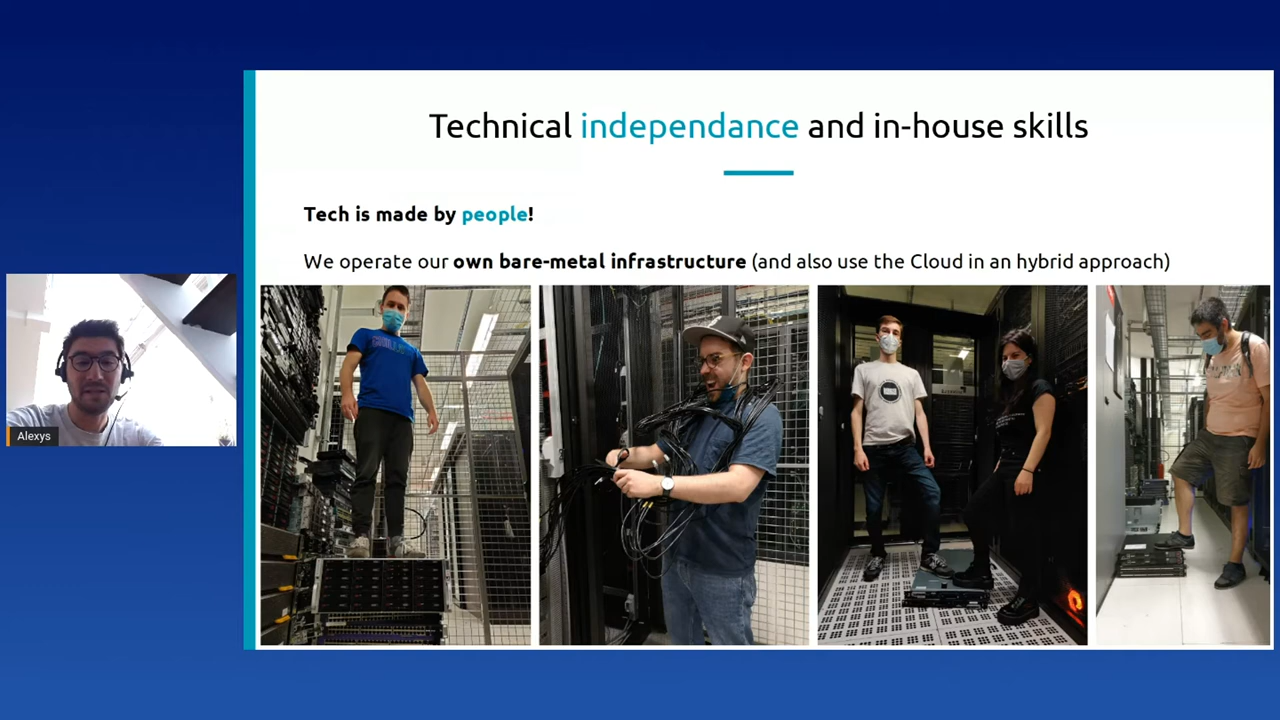 Technical independance and in-house skills
Tech is made by people!
We operate our own bare-metal infrastructure (and also use the Cloud in an hybrid approach)
Alexys